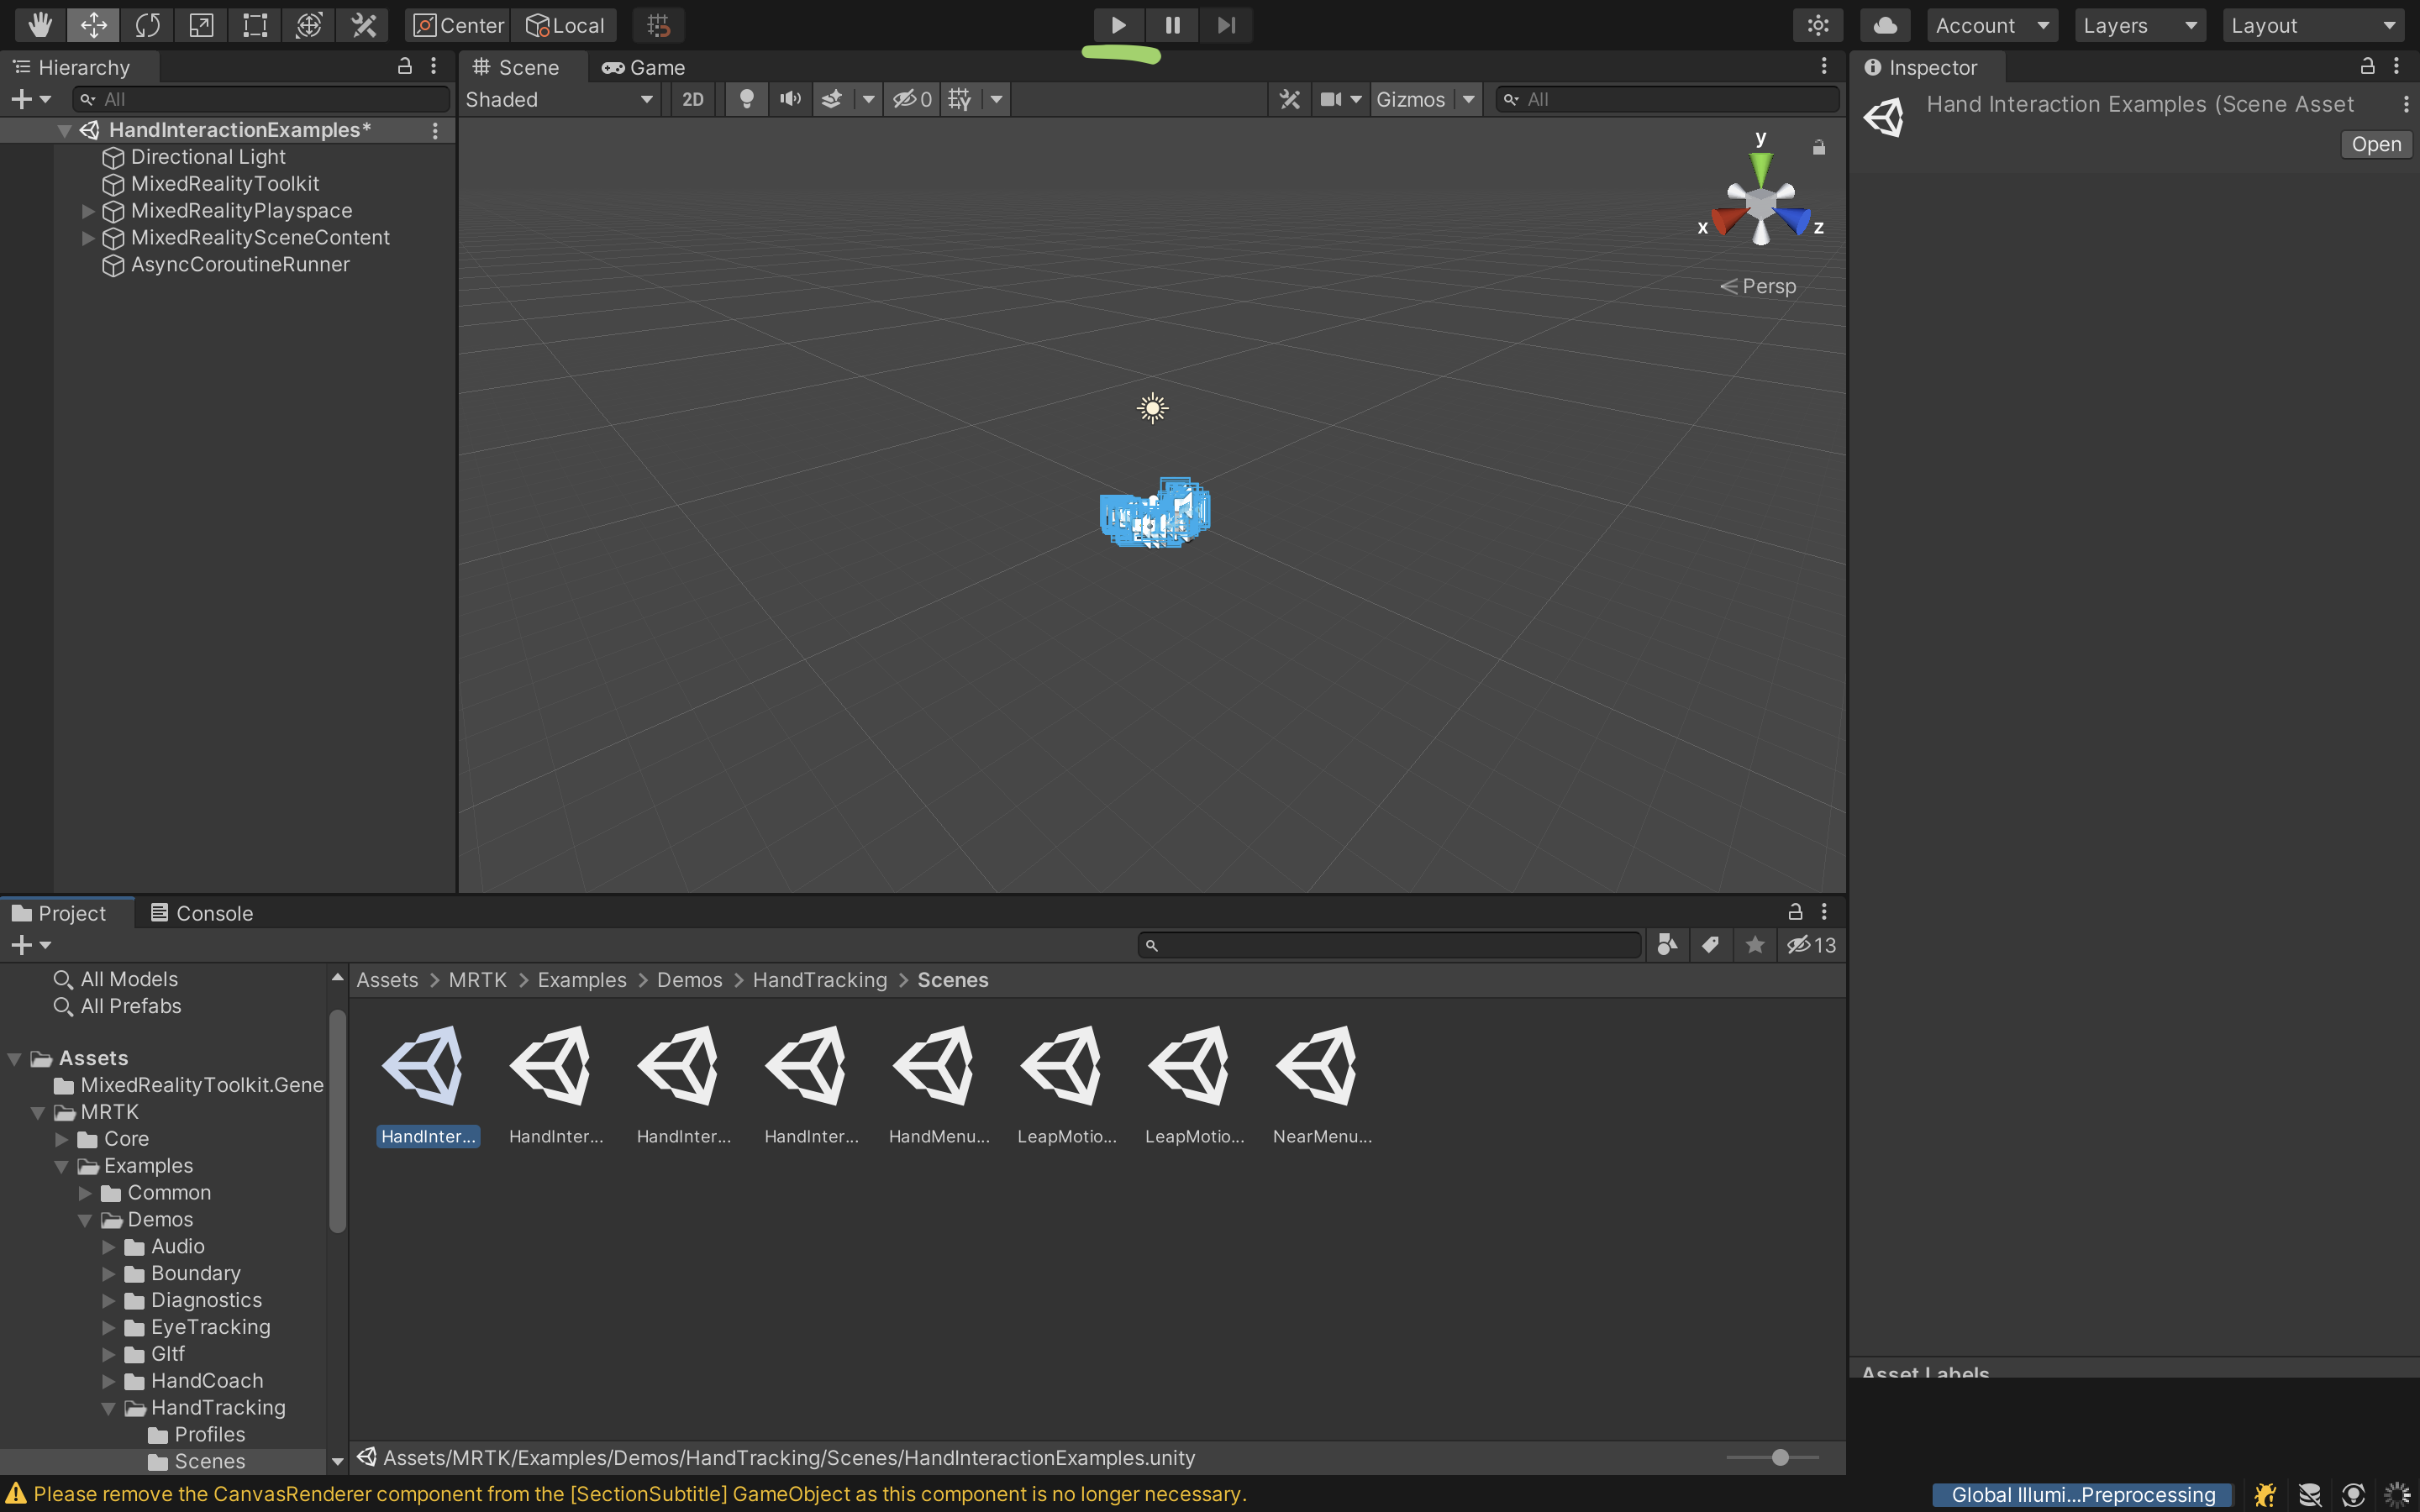 Center Local
Account Layers Layout
Hierarchy
All
HandInteractionExamples*
Directional Light
MixedRealityToolkit
MixedRealityPlayspace
MixedRealitySceneContent
AsyncCoroutineRunner
Scene Game
Shaded 2D 0 Gizmos All
y
x z
Persp
Inspector
Hand Interaction Examples (Scene Asset
Open
Asset Labels
Project Console
13
All Models
All Prefabs
Assets
MixedRealityToolkit.Gene
MRTK
Core
Examples
Common
Demos
Audio
Boundary
Diagnostics
EyeTracking
Gltf
HandCoach
HandTracking
Profiles
Scenes
Assets > MRTK > Examples > Demos > HandTracking > Scenes
HandInter... HandInter... HandInter... HandInter... HandMenu... LeapMotio... LeapMotio... NearMenu...
Assets/MRTK/Examples/Demos/HandTracking/Scenes/HandInteractionExamples.unity
Please remove the CanvasRenderer component from the [SectionSubtitle] GameObject as this component is no longer necessary.
Global Illumi...Preprocessing